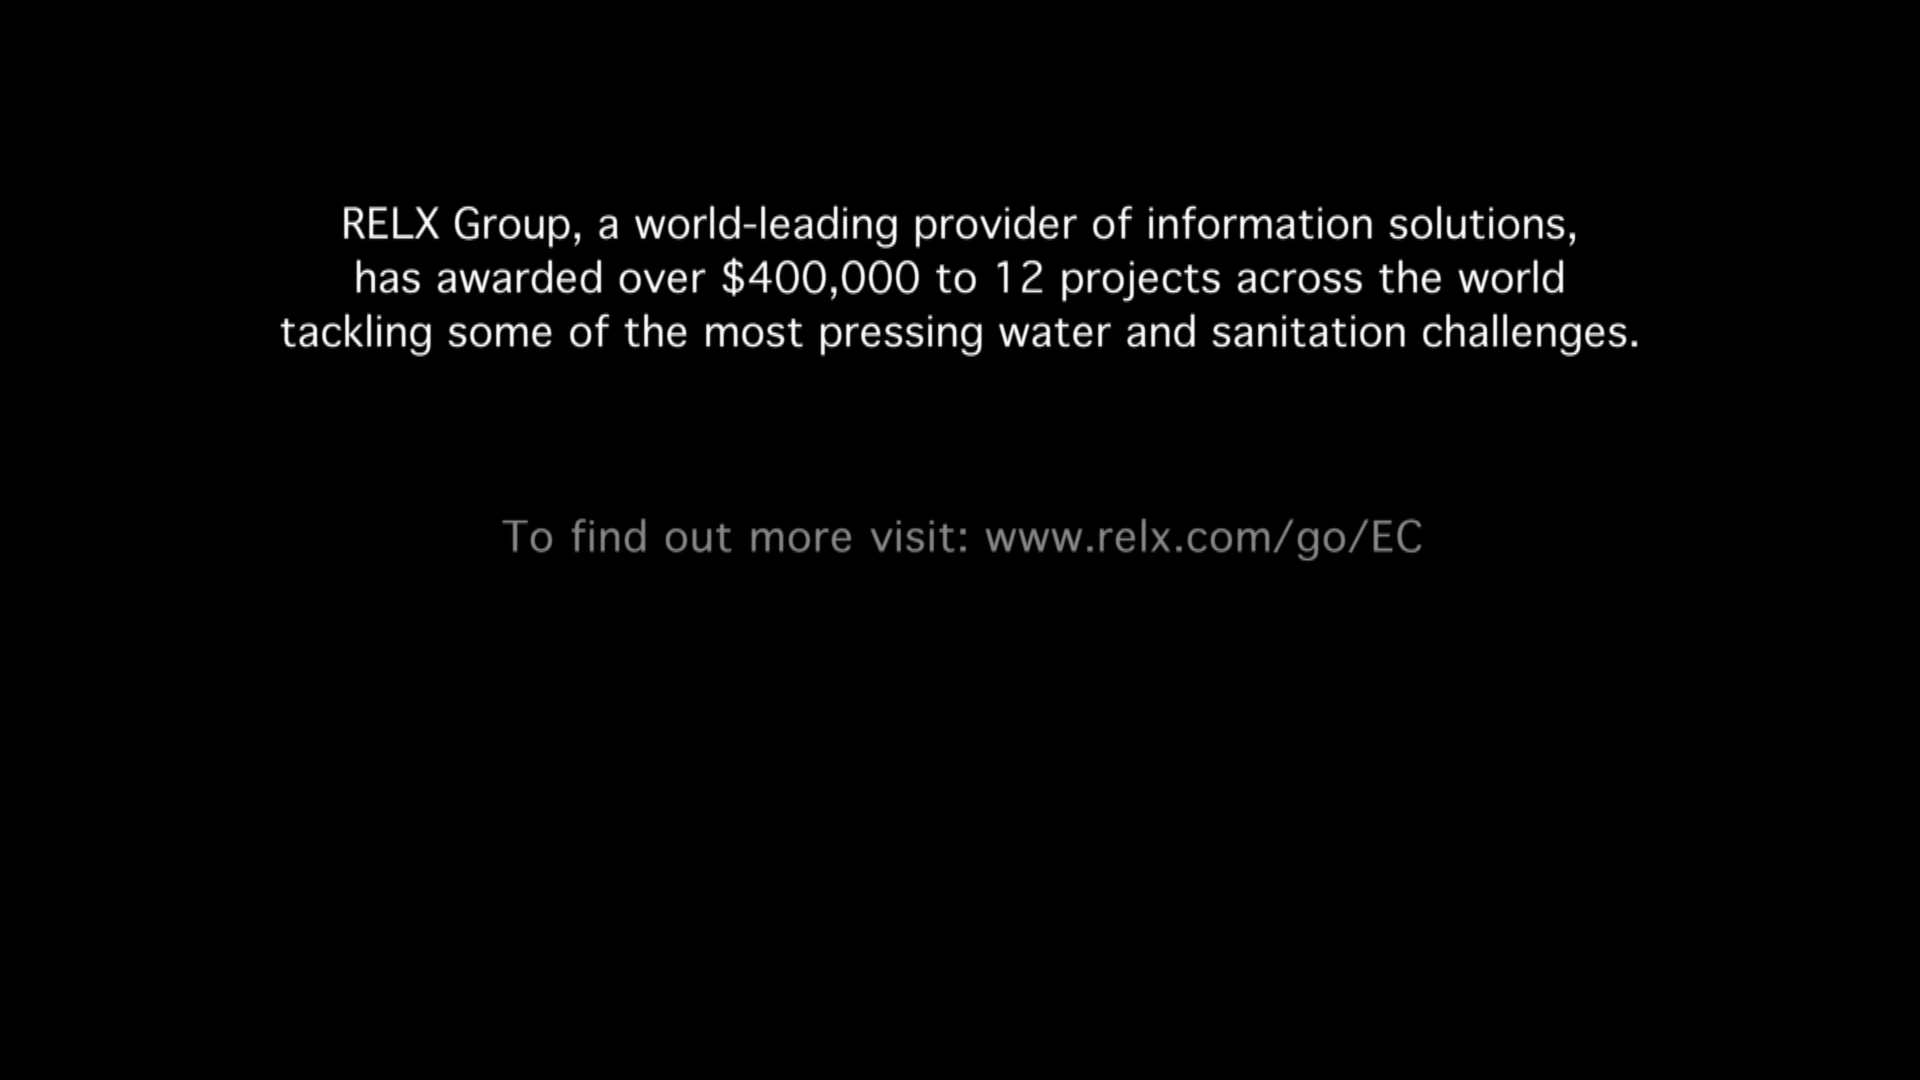 RELX Group, a world-leading provider of information solutions,
has awarded over $400,000 to 12 projects across the world
tackling some of the most pressing water and sanitation challenges.
To find out more visit: www.relx.com/go/EC